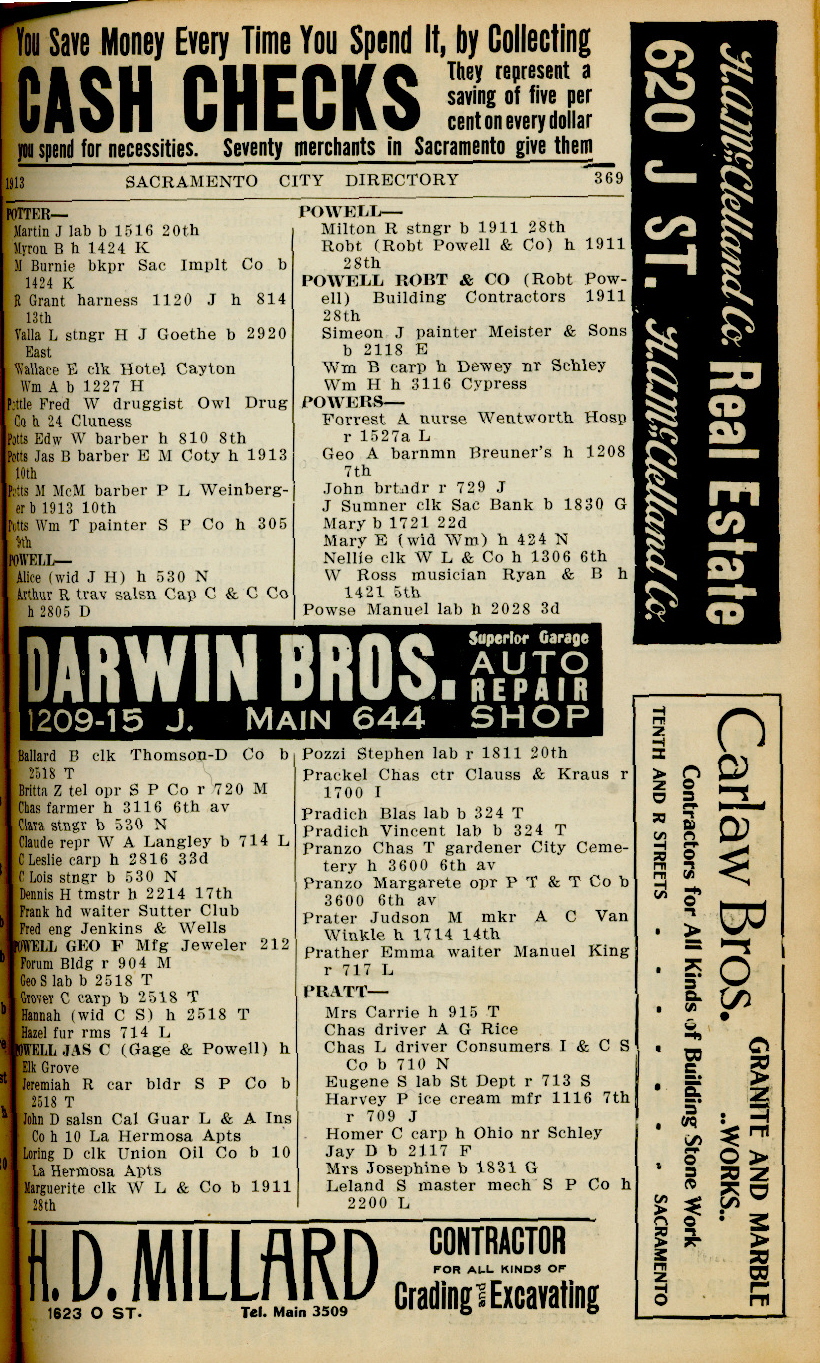 You Save Money Every Time You Spend It, by Collecting
CASH CHECKS
They represent a
saving of five per
cent on every dollar
you spend for necessities. Seventy merchants in Sacramento give them
1913 SACRAMENTO CITY DIRECTORY 369
POTTER—
Martin J lab b 1516 20th
Myron B h 1424 K
M Burnie bkpr Sac Implt Co b
1424 K
R Grant harness 1120 J h 814
13th
Valla L stngr H J Goethe b 2920
East
Wallace E clk Hotel Cayton
Wm A b 1227 H
Pottle Fred W druggist Owl Drug
Co h 24 Cluness
Potts Edw W barber h 810 8th
Potts Jas B barber E M Coty h 1913
10th
Potts M McM barber P L Weinberg-
er b 1913 10th
Potts Wm T painter S P Co h 305
9th
POWELL—
Alice (wid J H) h 530 N
Arthur R trav salsn Cap C & C Co
h 2805 D
POWELL—
Milton R stngr b 1911 28th
Robt (Robt Powell & Co) h 1911
28th
POWELL ROBT & CO (Robt Pow-
ell) Building Contractors 1911
28th
Simeon J painter Meister & Sons
b 2118 E
Wm B carp h Dewey nr Schley
Wm H h 3116 Cypress
POWERS—
Forrest A nurse Wentworth Hosp
r 1527a L
Geo A barnmn Breuner's h 1208
7th
John brtndr r 729 J
J Sumner clk Sac Bank b 1830 G
Mary b 1721 22d
Mary E (wid Wm) h 424 N
Nellie clk W L & Co h 1306 6th
W Ross musician Ryan & B h
1421 5th
Powse Manuel lab h 2028 3d
DARWIN BROS.
1209-15 J. MAIN 644
Superior Garage
AUTO
REPAIR
SHOP
Ballard B clk Thomson-D Co b
2518 T
Britta Z tel opr S P Co r 720 M
Chas farmer h 3116 6th av
Clara stngr b 530 N
Claude repr W A Langley b 714 L
C Leslie carp h 2816 33d
C Lois stngr b 530 N
Dennis H tmstr h 2214 17th
Frank hd waiter Sutter Club
Fred eng Jenkins & Wells
POWELL GEO F Mfg Jeweler 212
Forum Bldg r 904 M
Geo S lab b 2518 T
Grover C carp b 2518 T
Hannah (wid C S) h 2518 T
Hazel fur rms 714 L
POWELL JAS C (Gage & Powell) h
Elk Grove
Jeremiah R car bldr S P Co b
2518 T
John D salsn Cal Guar L & A Ins
Co h 10 La Hermosa Apts
Loring D clk Union Oil Co b 10
La Hermosa Apts
Marguerite clk W L & Co b 1911
28th
Pozzi Stephen lab r 1811 20th
Prackel Chas ctr Clauss & Kraus r
1700 I
Pradich Blas lab b 324 T
Pradich Vincent lab b 324 T
Pranzo Chas T gardener City Ceme-
tery h 3600 6th av
Pranzo Margarete opr P T & T Co b
3600 6th av
Prater Judson M mkr A C Van
Winkle h 1714 14th
Prather Emma waiter Manuel King
r 717 L
PRATT—
Mrs Carrie h 915 T
Chas driver A G Rice
Chas L driver Consumers I & C S
Co b 710 N
Eugene S lab St Dept r 713 S
Harvey P ice cream mfr 1116 7th
r 709 J
Homer C carp h Ohio nr Schley
Jay D b 2117 F
Mrs Josephine b 1831 G
Leland S master mech S P Co h
2200 L
H. D. MILLARD
1623 O ST. Tel. Main 3509
CONTRACTOR
FOR ALL KINDS OF
Grading and Excavating
H. A. McClelland Co. Real Estate
620 J ST. H. A. McClelland Co.
Carlaw Bros. GRANITE AND MARBLE
..WORKS..
Contractors for All Kinds of Building Stone Work
TENTH AND R STREETS . . . . . . SACRAMENTO